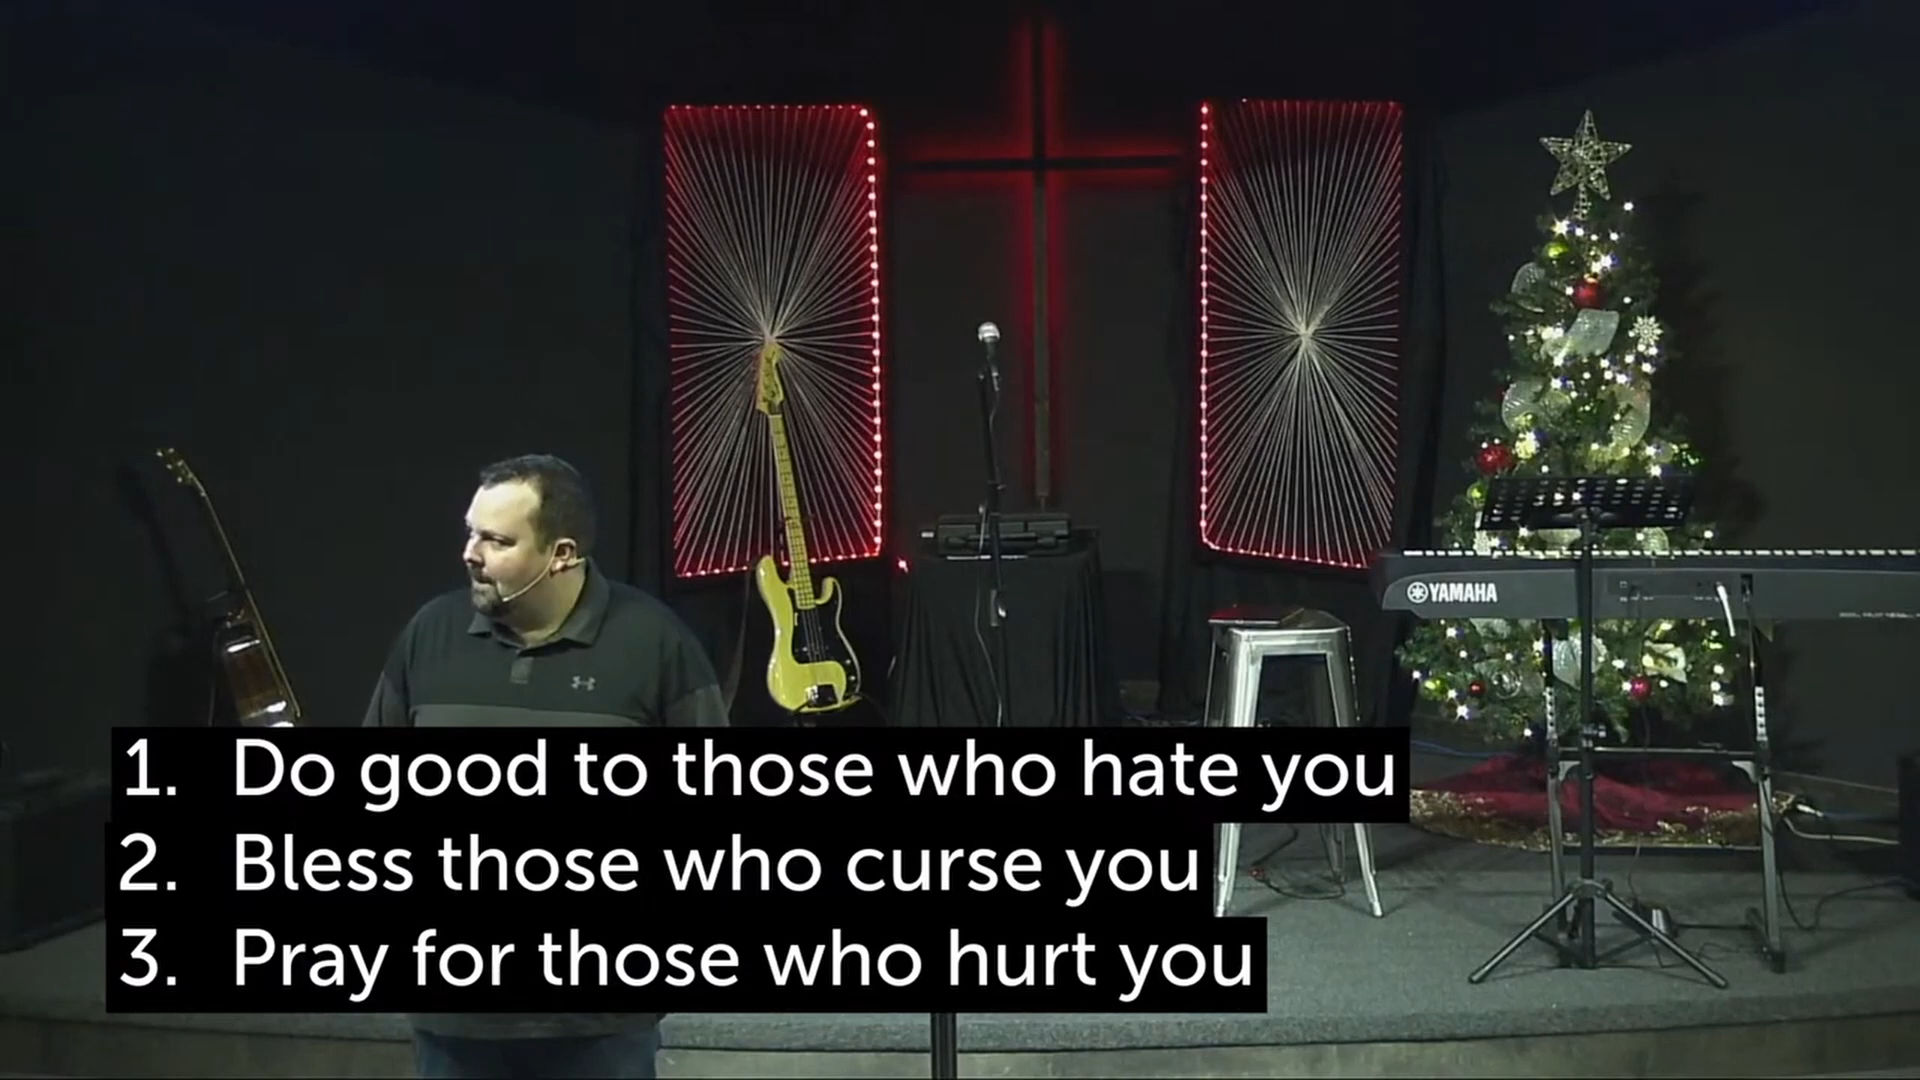 YAMAHA
1. Do good to those who hate you
2. Bless those who curse you
3. Pray for those who hurt you